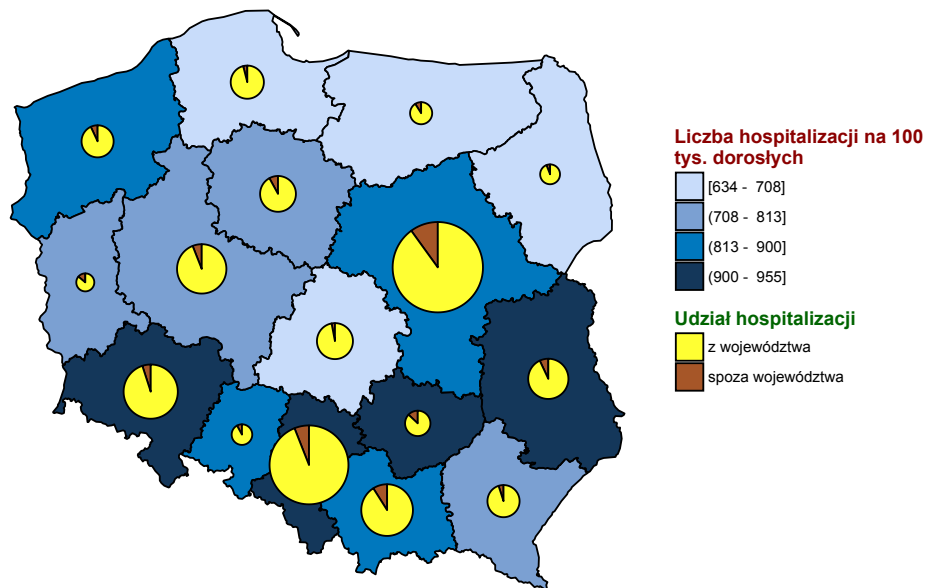 Liczba hospitalizacji na 100
tys. dorosłych
[634 - 708]
(708 - 813]
(813 - 900]
(900 - 955]
Udział hospitalizacji
z województwa
spoza województwa